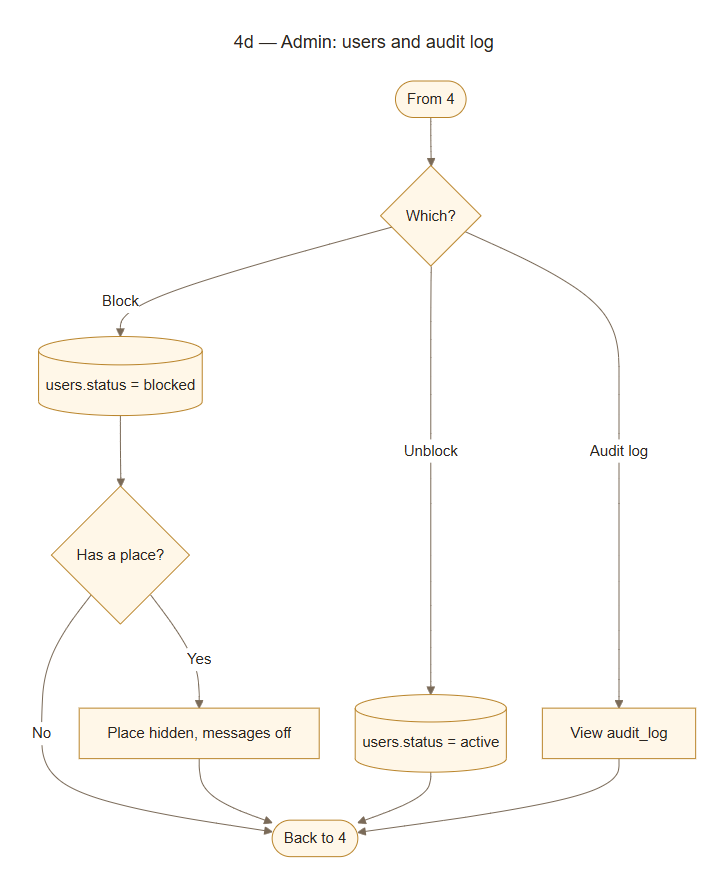 4d — Admin: users and audit log
From 4
Which?
Block
users.status = blocked
Unblock
Audit log
Has a place?
Yes
No
Place hidden, messages off
users.status = active
View audit_log
Back to 4